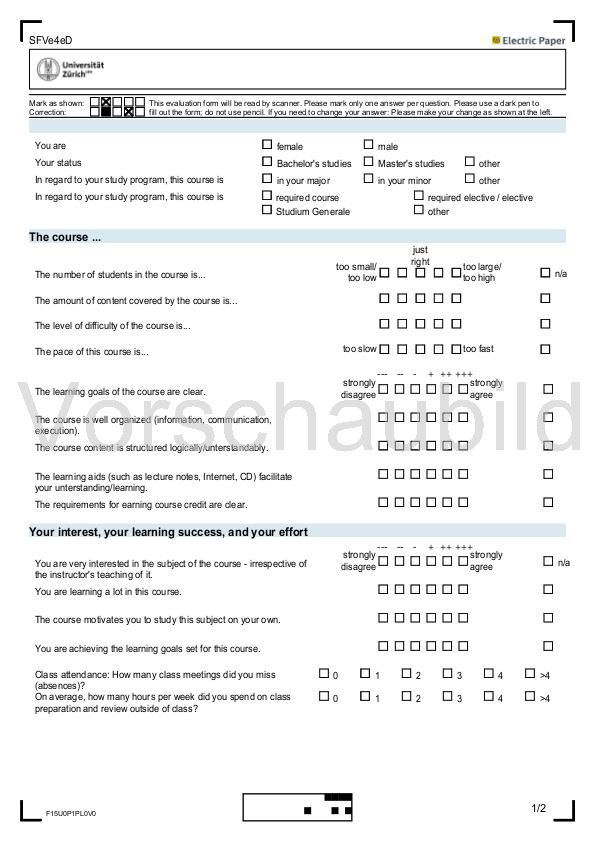 SFVe4eD
Electric Paper
Universität
Zürich
Mark as shown: This evaluation form will be read by scanner. Please mark only one answer per question. Please use a dark pen to
Correction: fill out the form; do not use pencil. If you need to change your answer: Please make your change as shown at the left.
You are female male
Your status Bachelor's studies Master's studies other
In regard to your study program, this course is in your major in your minor other
In regard to your study program, this course is required course required elective / elective
Studium Generale other
The course ...
just
right
too small/ too large/
The number of students in the course is... too low too high n/a
The amount of content covered by the course is...
The level of difficulty of the course is...
The pace of this course is... too slow too fast
--- -- - + ++ +++
strongly strongly
The learning goals of the course are clear. disagree agree
Vorschaubild
The course is well organized (information, communication,
execution).
The course content is structured logically/unterstandably.
The learning aids (such as lecture notes, Internet, CD) facilitate
your unterstanding/learning.
The requirements for earning course credit are clear.
Your interest, your learning success, and your effort
--- -- - + ++ +++
strongly strongly
You are very interested in the subject of the course - irrespective of disagree agree n/a
the instructor's teaching of it.
You are learning a lot in this course.
The course motivates you to study this subject on your own.
You are achieving the learning goals set for this course.
Class attendance: How many class meetings did you miss 0 1 2 3 4 >4
(absences)?
On average, how many hours per week did you spend on class 0 1 2 3 4 >4
preparation and review outside of class?
F15U0P1PL0V0
1/2